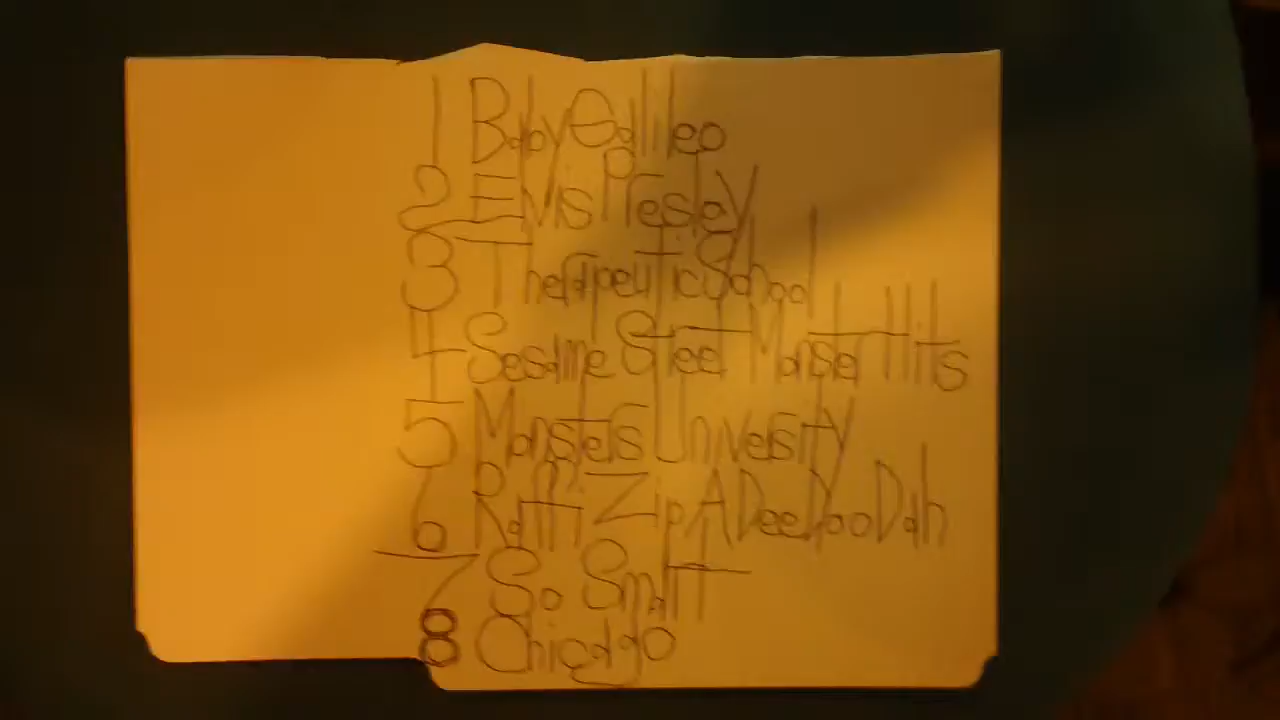 1 Baby Galileo
2 Elvis Presley
3 Therapeutic School
4 Sesame Street Monster Hits
5 Monsters University
6 Raffi Zip A Dee Doo Dah
7 So Smart
8 Chicago